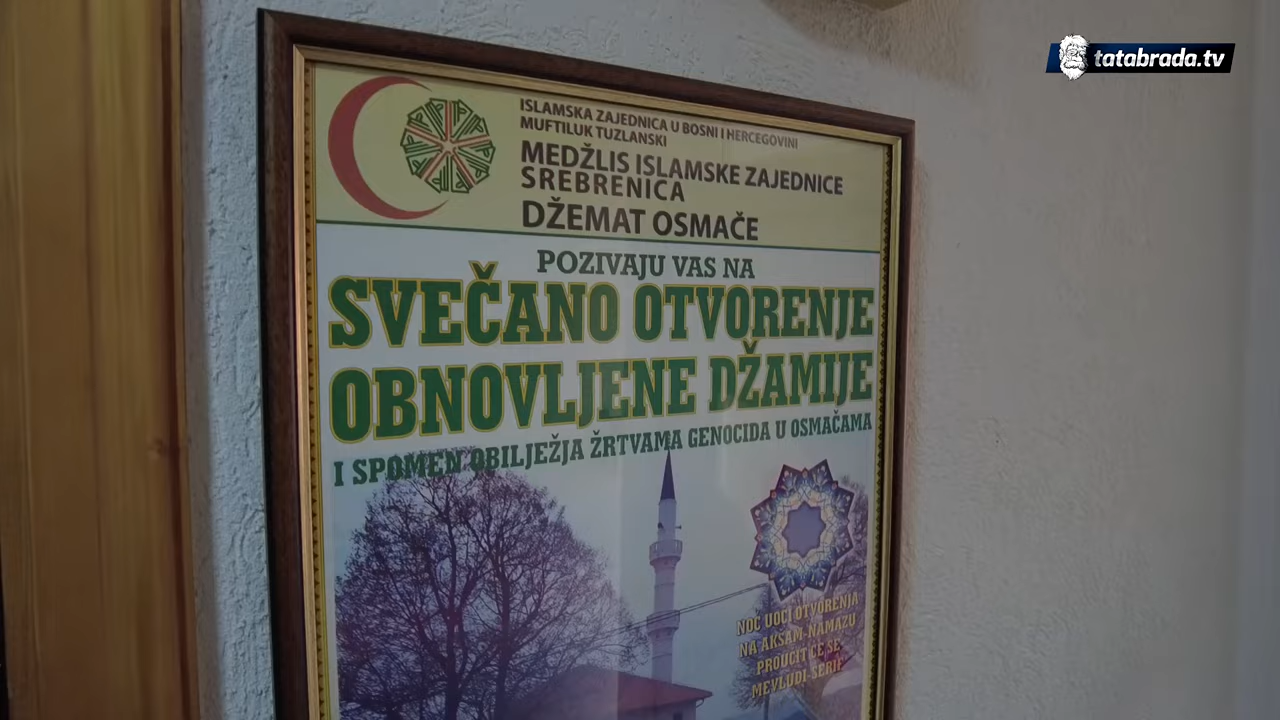 tatabrada.tv
ISLAMSKA ZAJEDNICA U BOSNI I HERCEGOVINI
MUFTILUK TUZLANSKI
MEDŽLIS ISLAMSKE ZAJEDNICE
SREBRENICA
DŽEMAT OSMAČE
POZIVAJU VAS NA
SVEČANO OTVORENJE
OBNOVLJENE DŽAMIJE
I SPOMEN OBILJEŽJA ŽRTVAMA GENOCIDA U OSMAČAMA
NOĆ UOČI OTVORENJA
NA AKŠAM-NAMAZU
PROUČIT ĆE SE
MEVLUDI-ŠERIF